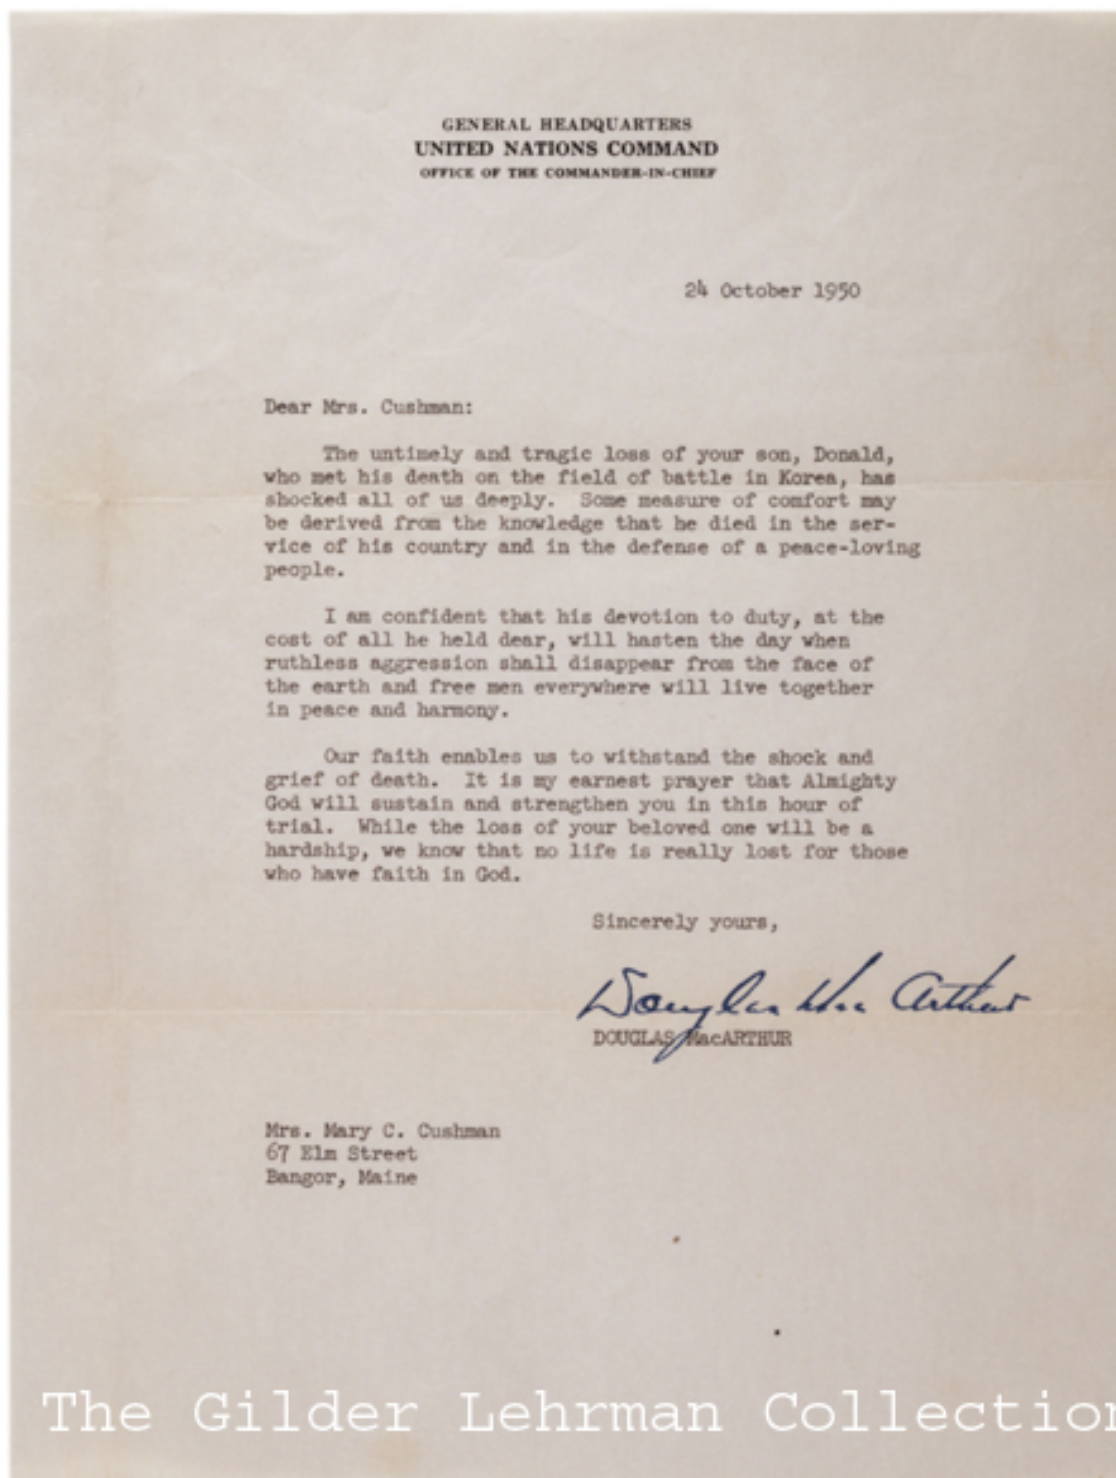 GENERAL HEADQUARTERS
UNITED NATIONS COMMAND
OFFICE OF THE COMMANDER-IN-CHIEF
24 October 1950
Dear Mrs. Cushman:
The untimely and tragic loss of your son, Donald,
who met his death on the field of battle in Korea, has
shocked all of us deeply. Some measure of comfort may
be derived from the knowledge that he died in the ser-
vice of his country and in the defense of a peace-loving
people.
I am confident that his devotion to duty, at the
cost of all he held dear, will hasten the day when
ruthless aggression shall disappear from the face of
the earth and free men everywhere will live together
in peace and harmony.
Our faith enables us to withstand the shock and
grief of death. It is my earnest prayer that Almighty
God will sustain and strengthen you in this hour of
trial. While the loss of your beloved one will be a
hardship, we know that no life is really lost for those
who have faith in God.
Sincerely yours,
Douglas MacArthur
DOUGLAS MacARTHUR
Mrs. Mary C. Cushman
67 Elm Street
Bangor, Maine
The Gilder Lehrman Collection